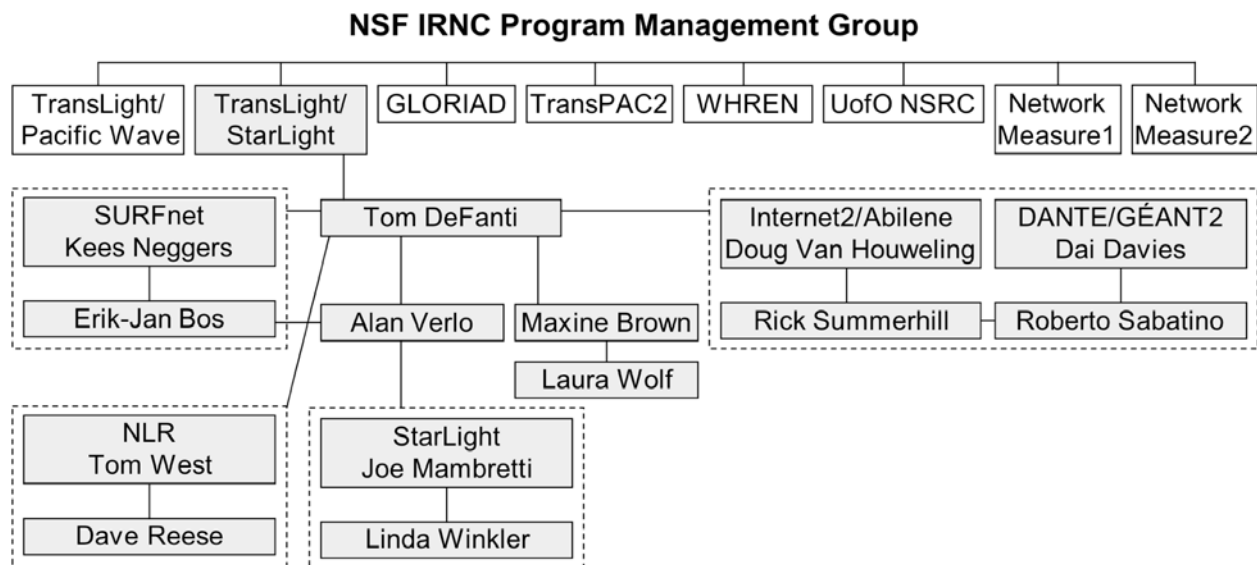 NSF IRNC Program Management Group
TransLight/
Pacific Wave
TransLight/
StarLight
GLORIAD
TransPAC2
WHREN
UofO NSRC
Network
Measure1
Network
Measure2
SURFnet
Kees Neggers
Erik-Jan Bos
Tom DeFanti
Alan Verlo
Maxine Brown
Laura Wolf
Internet2/Abilene
Doug Van Houweling
Rick Summerhill
DANTE/GÉANT2
Dai Davies
Roberto Sabatino
NLR
Tom West
Dave Reese
StarLight
Joe Mambretti
Linda Winkler